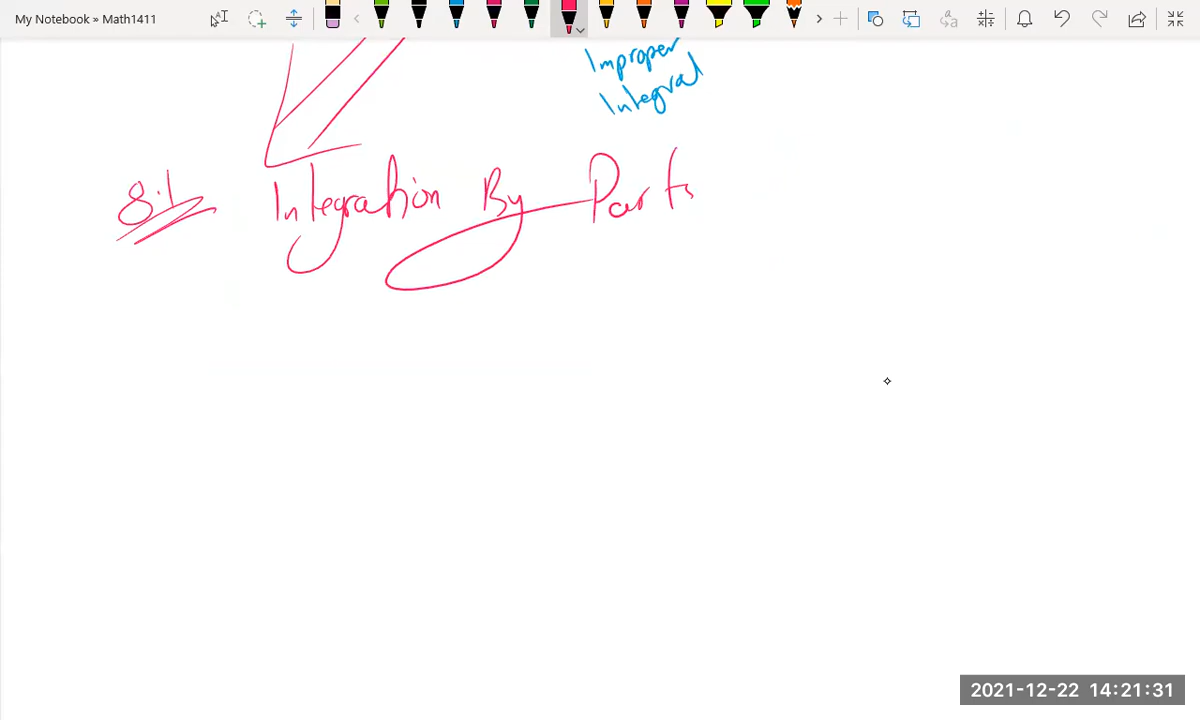 My Notebook » Math1411
Improper
Integral
8.1 Integration By Parts
2021-12-22 14:21:31